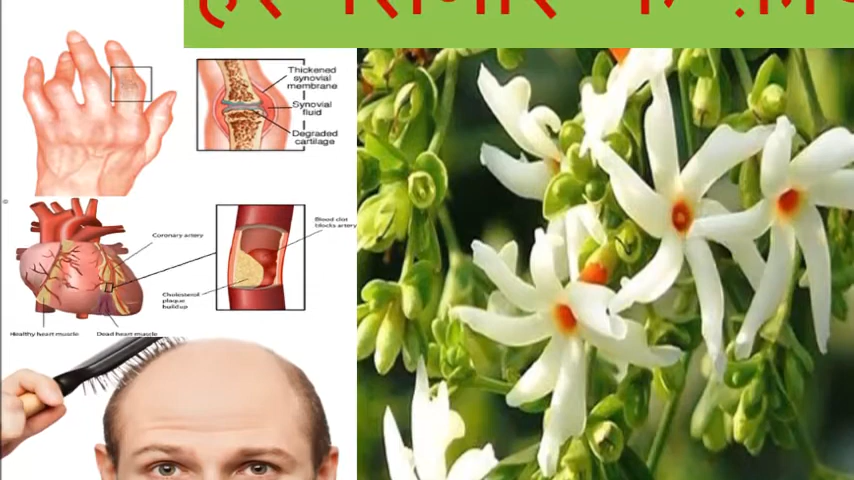 Thickened
synovial
membrane
Synovial
fluid
Degraded
cartilage
Coronary artery
Blood clot
blocks artery
Cholesterol
plaque
buildup
Healthy heart muscle
Dead heart muscle